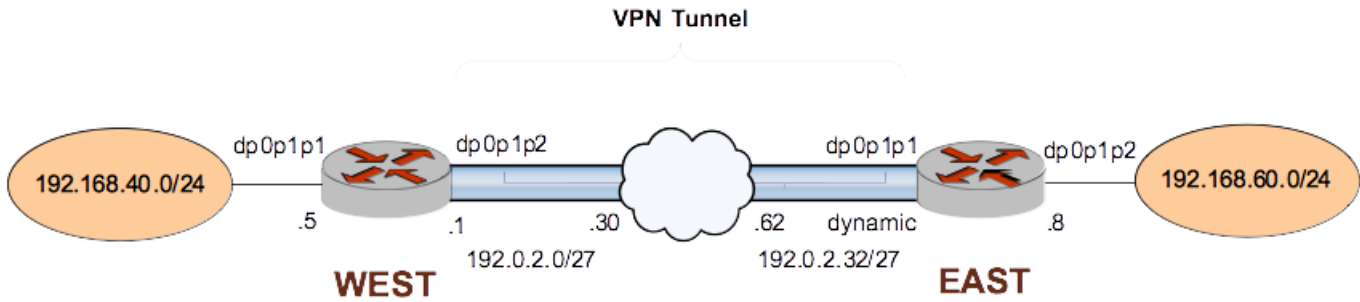 VPN Tunnel
dp0p1p1
dp0p1p2
dp0p1p1
dp0p1p2
192.168.40.0/24
192.168.60.0/24
.5
.1
.30
.62
dynamic
.8
192.0.2.0/27
192.0.2.32/27
WEST
EAST